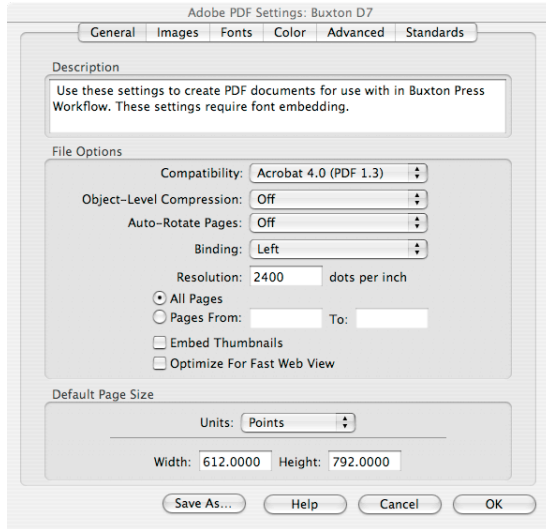 Adobe PDF Settings: Buxton D7
General Images Fonts Color Advanced Standards
Description
Use these settings to create PDF documents for use with in Buxton Press
Workflow. These settings require font embedding.
File Options
Compatibility: Acrobat 4.0 (PDF 1.3)
Object-Level Compression: Off
Auto-Rotate Pages: Off
Binding: Left
Resolution: 2400 dots per inch
All Pages
Pages From: To:
Embed Thumbnails
Optimize For Fast Web View
Default Page Size
Units: Points
Width: 612.0000 Height: 792.0000
Save As... Help Cancel OK